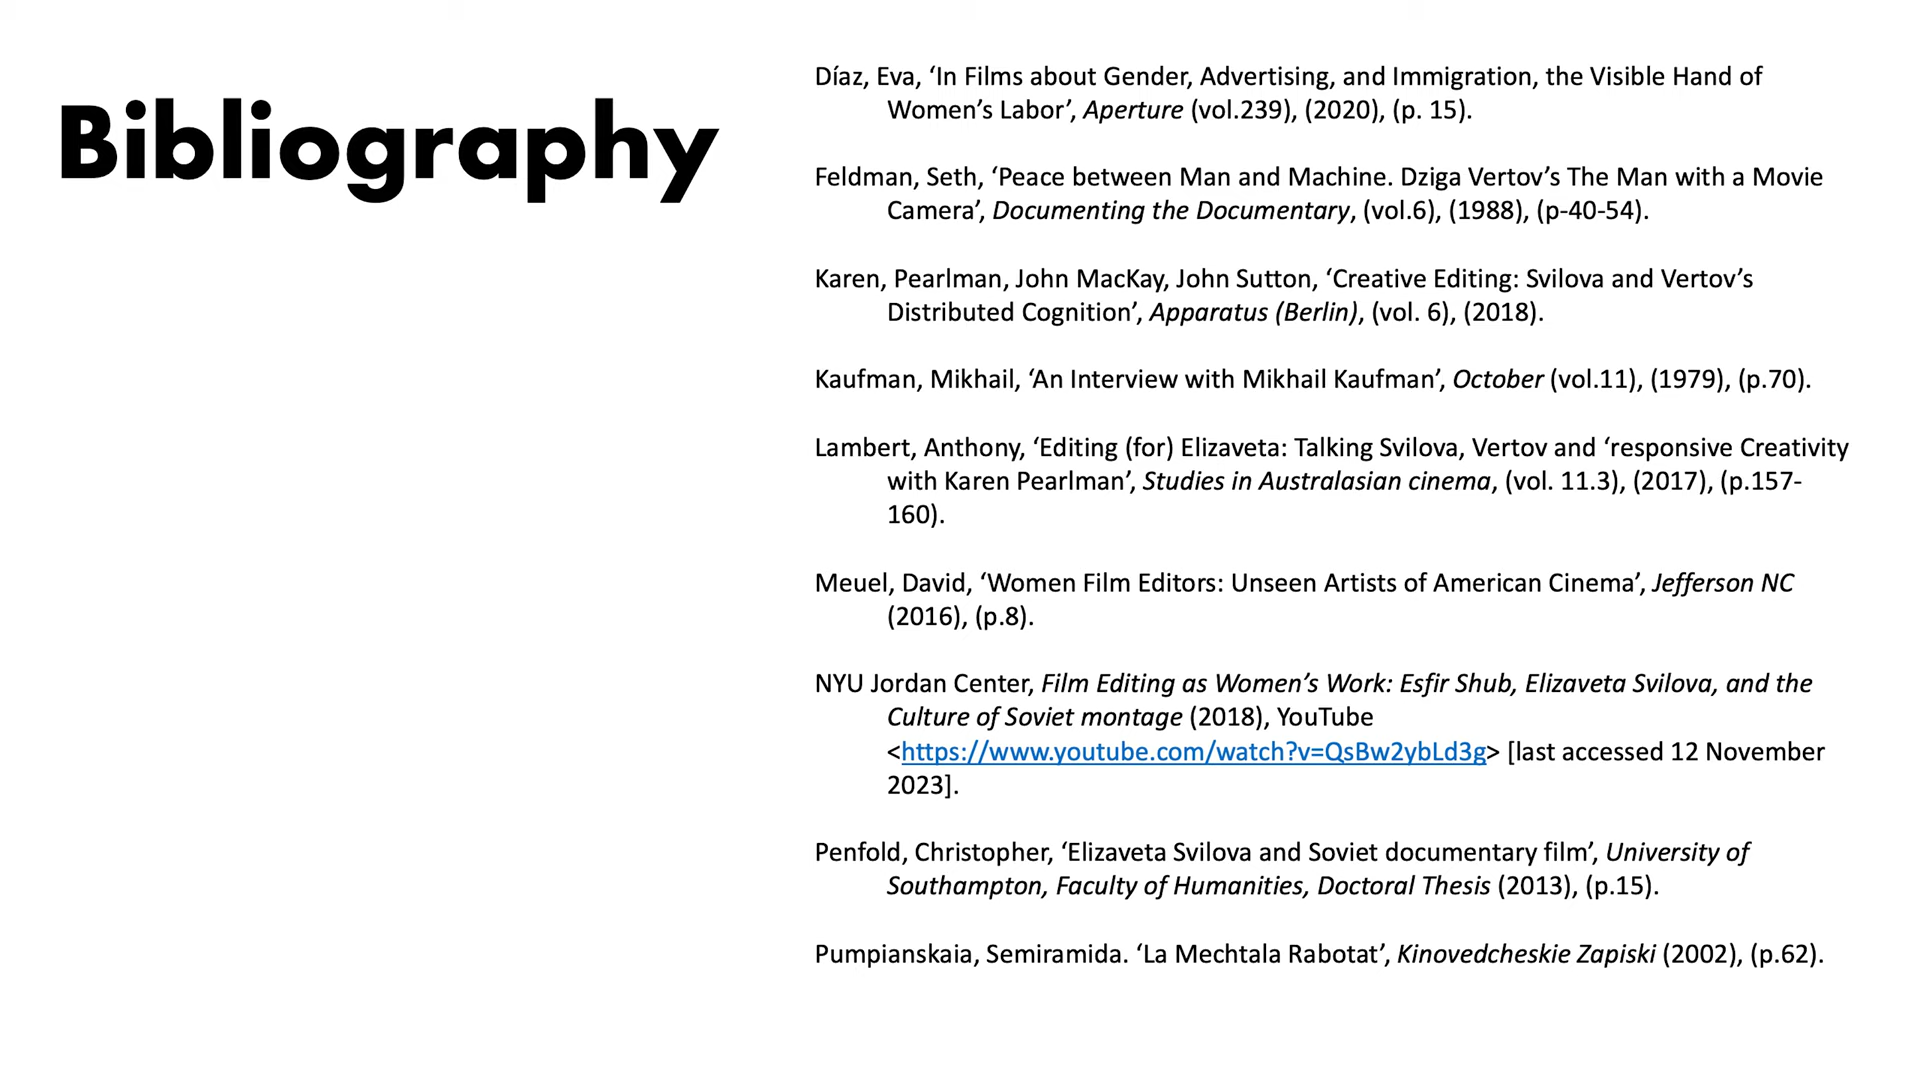 Bibliography
Díaz, Eva, ‘In Films about Gender, Advertising, and Immigration, the Visible Hand of
Women’s Labor’, Aperture (vol.239), (2020), (p. 15).
Feldman, Seth, ‘Peace between Man and Machine. Dziga Vertov’s The Man with a Movie
Camera’, Documenting the Documentary, (vol.6), (1988), (p-40-54).
Karen, Pearlman, John MacKay, John Sutton, ‘Creative Editing: Svilova and Vertov’s
Distributed Cognition’, Apparatus (Berlin), (vol. 6), (2018).
Kaufman, Mikhail, ‘An Interview with Mikhail Kaufman’, October (vol.11), (1979), (p.70).
Lambert, Anthony, ‘Editing (for) Elizaveta: Talking Svilova, Vertov and ‘responsive Creativity
with Karen Pearlman’, Studies in Australasian cinema, (vol. 11.3), (2017), (p.157-
160).
Meuel, David, ‘Women Film Editors: Unseen Artists of American Cinema’, Jefferson NC
(2016), (p.8).
NYU Jordan Center, Film Editing as Women’s Work: Esfir Shub, Elizaveta Svilova, and the
Culture of Soviet montage (2018), YouTube
<https://www.youtube.com/watch?v=QsBw2ybLd3g> [last accessed 12 November
2023].
Penfold, Christopher, ‘Elizaveta Svilova and Soviet documentary film’, University of
Southampton, Faculty of Humanities, Doctoral Thesis (2013), (p.15).
Pumpianskaia, Semiramida. ‘La Mechtala Rabotat’, Kinovedcheskie Zapiski (2002), (p.62).